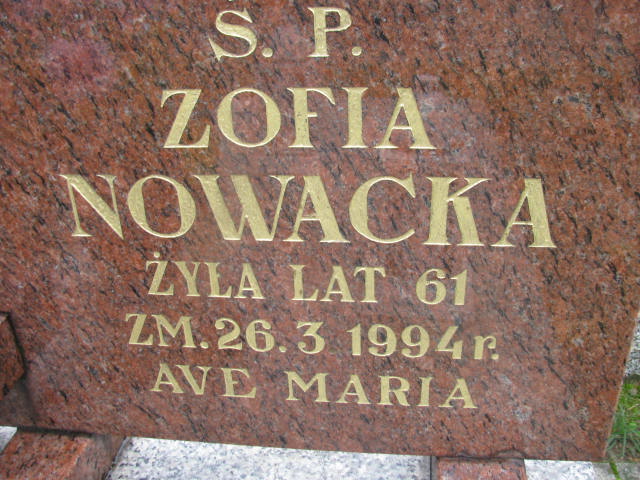 Ś. P.
ZOFIA
NOWACKA
ŻYŁA LAT 61
ZM. 26. 3. 1994 r.
AVE MARIA